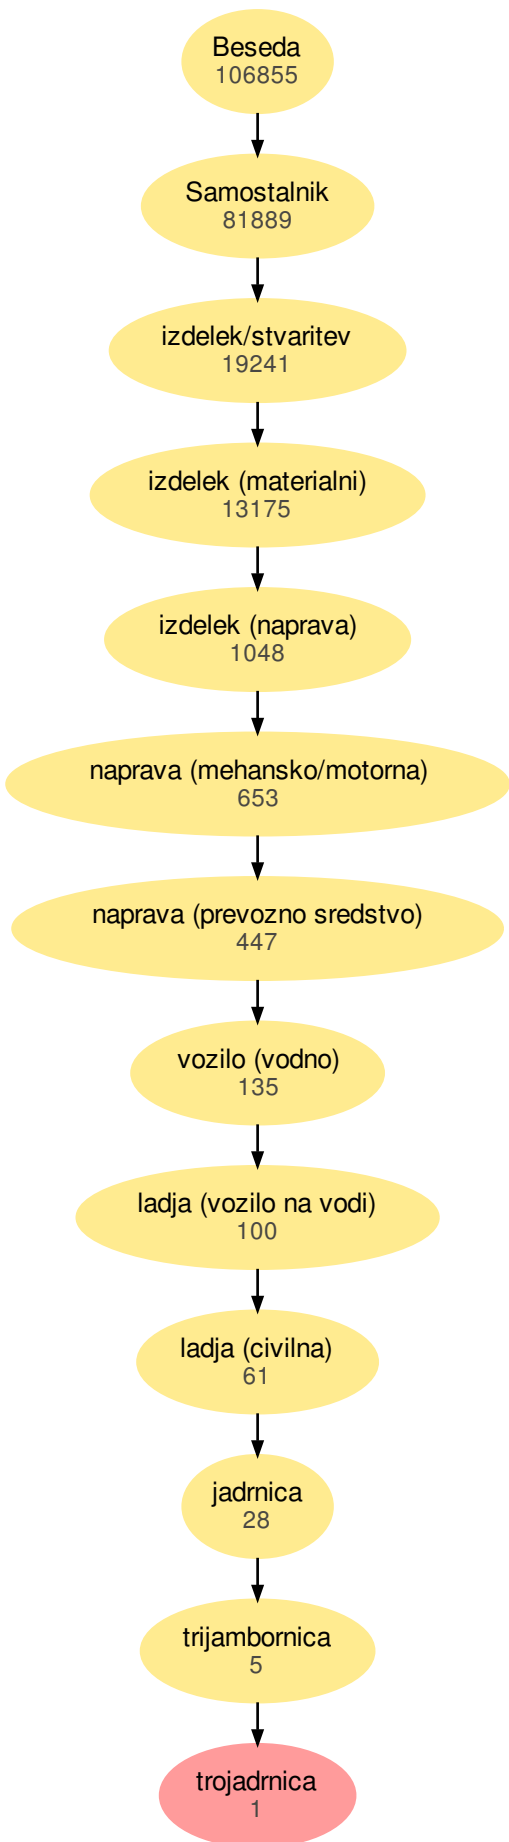 Beseda
106855
Samostalnik
81889
izdelek/stvaritev
19241
izdelek (materialni)
13175
izdelek (naprava)
1048
naprava (mehansko/motorna)
653
naprava (prevozno sredstvo)
447
vozilo (vodno)
135
ladja (vozilo na vodi)
100
ladja (civilna)
61
jadrnica
28
trijambornica
5
trojadrnica
1